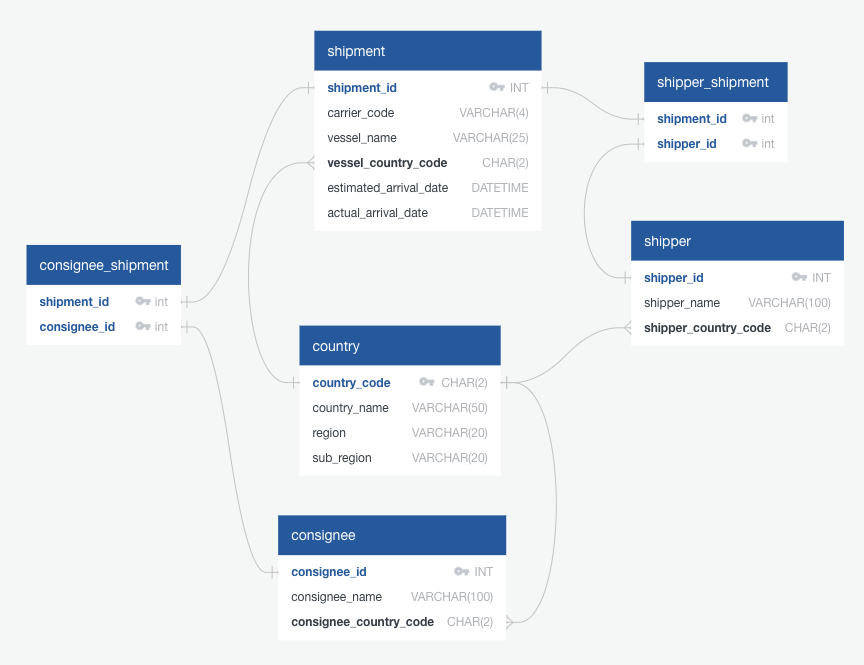 shipment
shipment_id INT
carrier_code VARCHAR(4)
vessel_name VARCHAR(25)
vessel_country_code CHAR(2)
estimated_arrival_date DATETIME
actual_arrival_date DATETIME
shipper_shipment
shipment_id int
shipper_id int
shipper
shipper_id INT
shipper_name VARCHAR(100)
shipper_country_code CHAR(2)
consignee_shipment
shipment_id int
consignee_id int
country
country_code CHAR(2)
country_name VARCHAR(50)
region VARCHAR(20)
sub_region VARCHAR(20)
consignee
consignee_id INT
consignee_name VARCHAR(100)
consignee_country_code CHAR(2)